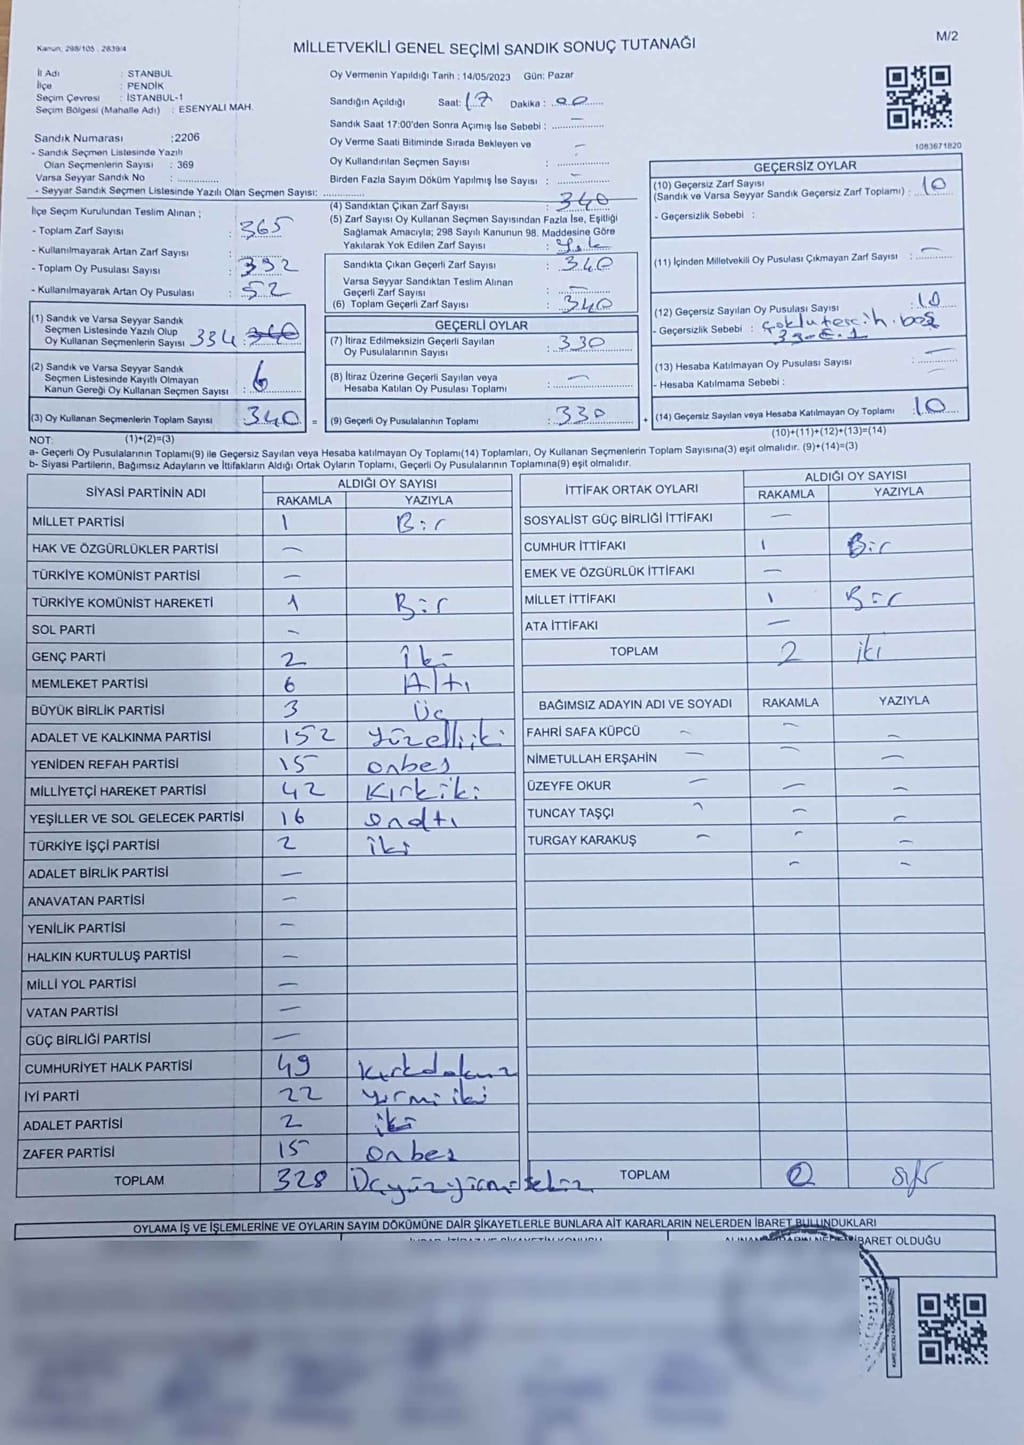 M/2
Kanun, 298/105 ; 2839/4
MİLLETVEKİLİ GENEL SEÇİMİ SANDIK SONUÇ TUTANAĞI
İl Adı : STANBUL
İlçe : PENDİK
Seçim Çevresi : İSTANBUL-1
Seçim Bölgesi (Mahalle Adı) : ESENYALI MAH.
Sandık Numarası :2206
- Sandık Seçmen Listesinde Yazılı
Olan Seçmenlerin Sayısı : 369
Varsa Seyyar Sandık No :
- Seyyar Sandık Seçmen Listesinde Yazılı Olan Seçmen Sayısı:
Oy Vermenin Yapıldığı Tarih : 14/05/2023 Gün: Pazar
Sandığın Açıldığı Saat: 17 Dakika : 00
Sandık Saat 17:00'den Sonra Açımış İse Sebebi : –
Oy Verme Saati Bitiminde Sırada Bekleyen ve
Oy Kullandırılan Seçmen Sayısı : –
Birden Fazla Sayım Döküm Yapılmış İse Sayısı : –
1083671820
İlçe Seçim Kurulundan Teslim Alınan ;
- Toplam Zarf Sayısı : 365
- Kullanılmayarak Artan Zarf Sayısı
- Toplam Oy Pusulası Sayısı : 392
- Kullanılmayarak Artan Oy Pusulası : 52
(1) Sandık ve Varsa Seyyar Sandık
Seçmen Listesinde Yazılı Olup
Oy Kullanan Seçmenlerin Sayısı 334 : 340
(2) Sandık ve Varsa Seyyar Sandık
Seçmen Listesinde Kayıtlı Olmayan
Kanun Gereği Oy Kullanan Seçmen Sayısı : 6
(3) Oy Kullanan Seçmenlerin Toplam Sayısı : 340 =
(4) Sandıktan Çıkan Zarf Sayısı : 340
(5) Zarf Sayısı Oy Kullanan Seçmen Sayısından Fazla İse, Eşitliği
Sağlamak Amacıyla; 298 Sayılı Kanunun 98. Maddesine Göre
Yakılarak Yok Edilen Zarf Sayısı : Yok
Sandıkta Çıkan Geçerli Zarf Sayısı : 340
Varsa Seyyar Sandıktan Teslim Alınan
Geçerli Zarf Sayısı : –
(6) Toplam Geçerli Zarf Sayısı : 340
GEÇERLİ OYLAR
(7) İtiraz Edilmeksizin Geçerli Sayılan
Oy Pusulalarının Sayısı : 330
(8) İtiraz Üzerine Geçerli Sayılan veya
Hesaba Katılan Oy Pusulası Toplamı : –
(9) Geçerli Oy Pusulalarının Toplamı : 330 +
GEÇERSİZ OYLAR
(10) Geçersiz Zarf Sayısı
(Sandık ve Varsa Seyyar Sandık Geçersiz Zarf Toplamı) : 10
- Geçersizlik Sebebi :
(11) İçinden Milletvekili Oy Pusulası Çıkmayan Zarf Sayısı : –
(12) Geçersiz Sayılan Oy Pusulası Sayısı : 10
- Geçersizlik Sebebi : Çoklu tercih. boş
(13) Hesaba Katılmayan Oy Pusulası Sayısı : –
- Hesaba Katılmama Sebebi : –
(14) Geçersiz Sayılan veya Hesaba Katılmayan Oy Toplamı : 10
(10)+(11)+(12)+(13)=(14)
NOT: (1)+(2)=(3)
a- Geçerli Oy Pusulaları Toplamı(9) ile Geçersiz Sayılan veya Hesaba katılmayan Oy Toplamı(14) Toplamları, Oy Kullanan Seçmenlerin Toplam Sayısına(3) eşit olmalıdır. (9)+(14)=(3)
b- Siyasi Partilerin, Bağımsız Adayların ve İttifakların Aldığı Ortak Oyların Toplamı, Geçerli Oy Pusulalarının Toplamına(9) eşit olmalıdır.
SİYASİ PARTİNİN ADI ALDIĞI OY SAYISI
RAKAMLA YAZIYLA
MİLLET PARTİSİ 1 Bir
HAK VE ÖZGÜRLÜKLER PARTİSİ –
TÜRKİYE KOMÜNİST PARTİSİ –
TÜRKİYE KOMÜNİST HAREKETİ 1 Bir
SOL PARTİ –
GENÇ PARTİ 2 İki
MEMLEKET PARTİSİ 6 Altı
BÜYÜK BİRLİK PARTİSİ 3 Üç
ADALET VE KALKINMA PARTİSİ 152 Yüzelliiki
YENİDEN REFAH PARTİSİ 15 onbeş
MİLLİYETÇİ HAREKET PARTİSİ 42 Kırkiki
YEŞİLLER VE SOL GELECEK PARTİSİ 16 onaltı
TÜRKİYE İŞÇİ PARTİSİ 2 iki
ADALET BİRLİK PARTİSİ –
ANAVATAN PARTİSİ –
YENİLİK PARTİSİ –
HALKIN KURTULUŞ PARTİSİ –
MİLLİ YOL PARTİSİ –
VATAN PARTİSİ –
GÜÇ BİRLİĞİ PARTİSİ –
CUMHURİYET HALK PARTİSİ 49 Kırkdokuz
İYİ PARTİ 22 yirmi iki
ADALET PARTİSİ 2 iki
ZAFER PARTİSİ 15 onbeş
TOPLAM 328 Üçyüzyirmisekiz
İTTİFAK ORTAK OYLARI ALDIĞI OY SAYISI
RAKAMLA YAZIYLA
SOSYALİST GÜÇ BİRLİĞİ İTTİFAKI –
CUMHUR İTTİFAKI 1 Bir
EMEK VE ÖZGÜRLÜK İTTİFAKI –
MİLLET İTTİFAKI 1 Bir
ATA İTTİFAKI –
TOPLAM 2 iki
BAĞIMSIZ ADAYIN ADI VE SOYADI RAKAMLA YAZIYLA
FAHRİ SAFA KÜPCÜ – – –
NİMETULLAH ERŞAHİN – – –
ÜZEYFE OKUR – – –
TUNCAY TAŞÇI – – –
TURGAY KARAKUŞ – – –
– –
TOPLAM 0 sıfır
OYLAMA İŞ VE İŞLEMLERİNE VE OYLARIN SAYIM DÖKÜMÜNE DAİR ŞİKAYETLERLE BUNLARA AİT KARARLARIN NELERDEN İBARET BULUNDUKLARI
İBARET OLDUĞU